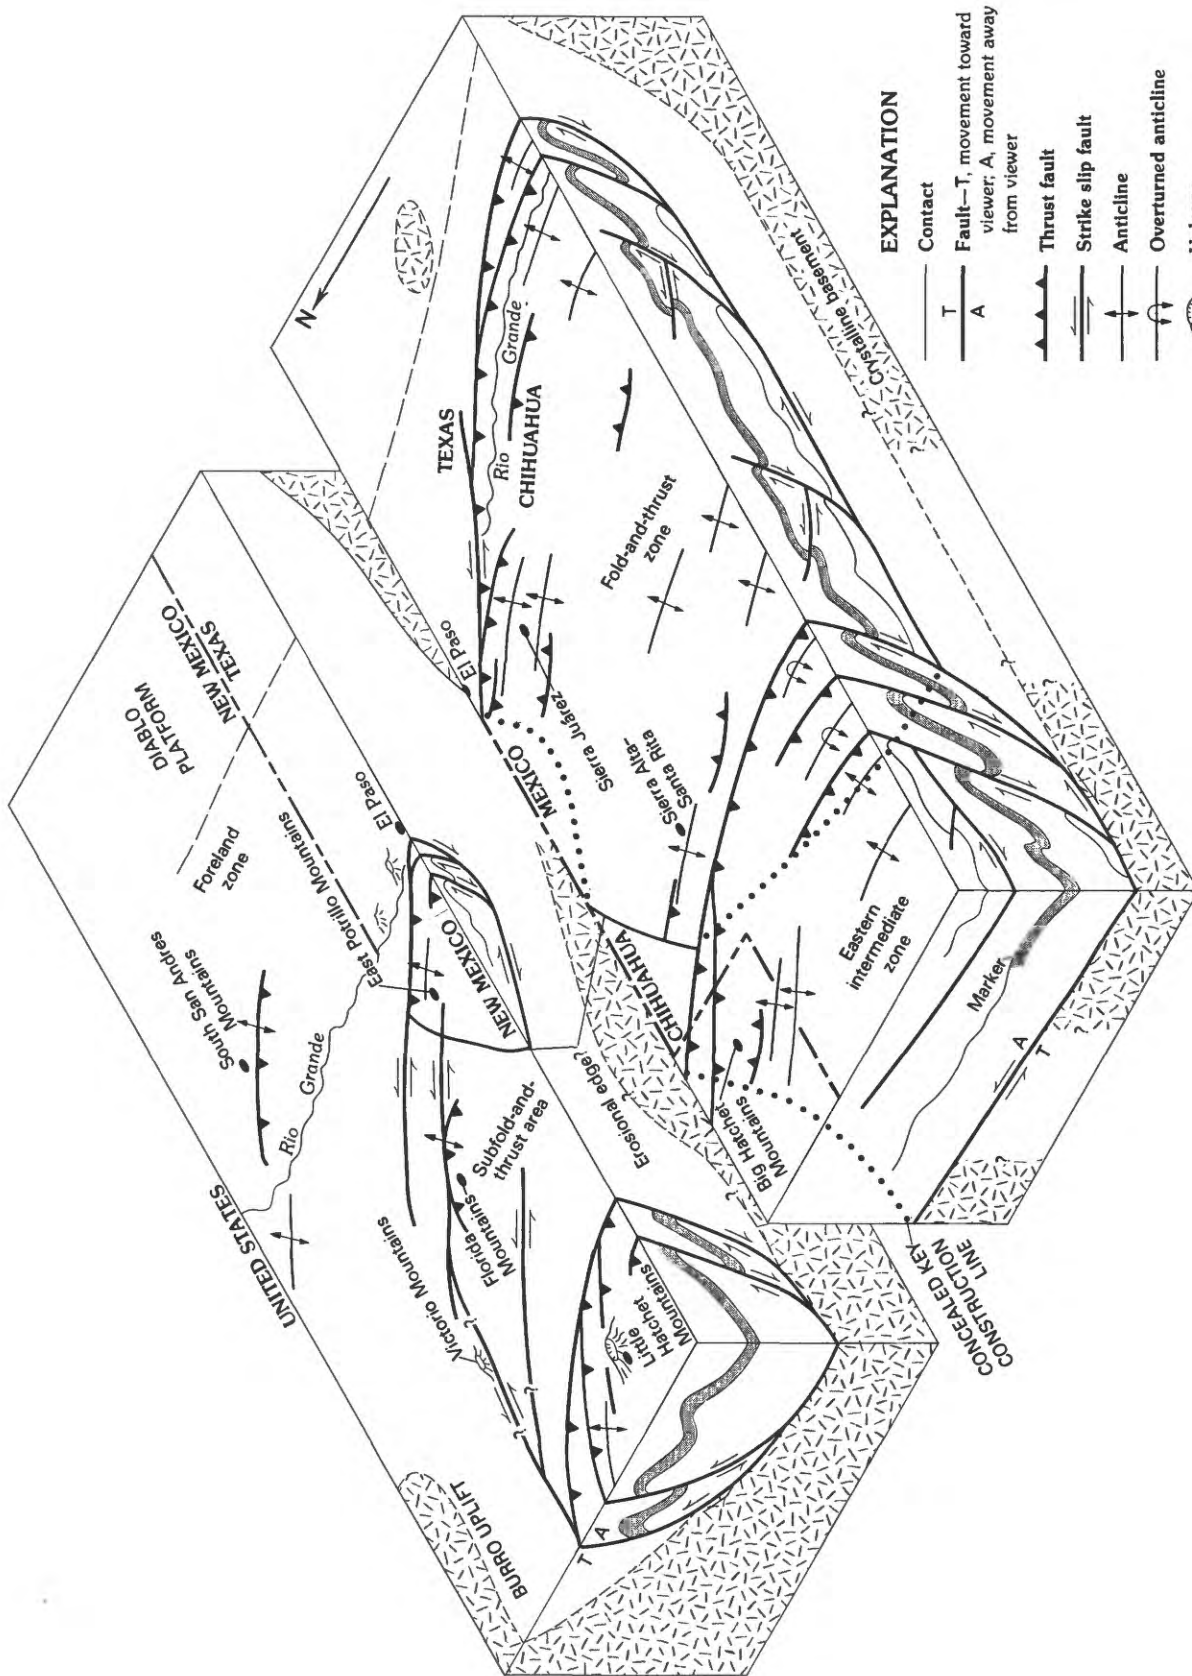 UNITED STATES
BURRO UPLIFT
DIABLO
PLATFORM
NEW MEXICO
TEXAS
Foreland
zone
South San Andres
Mountains
Rio
Grande
East Potrillo Mountains
El Paso
NEW MEXICO
Victorio Mountains
Florida
Mountains
Subfold-and-
thrust area
Erosional edge?
Little
Hatchet
Mountains
T
A
?
?
?
?
?
N
TEXAS
Rio
Grande
CHIHUAHUA
El Paso
MEXICO
Sierra Juárez
Fold-and-thrust
zone
Sierra Alta-
Santa Rita
CHIHUAHUA
Big Hatchet
Mountains
Eastern
intermediate zone
Marker
A
T
?
?
?
?
?
?
Crystalline basement
CONCEALED KEY
CONSTRUCTION
LINE
EXPLANATION
Contact
T
A
Fault—T, movement toward
viewer; A, movement away
from viewer
Thrust fault
Strike slip fault
Anticline
Overturned anticline